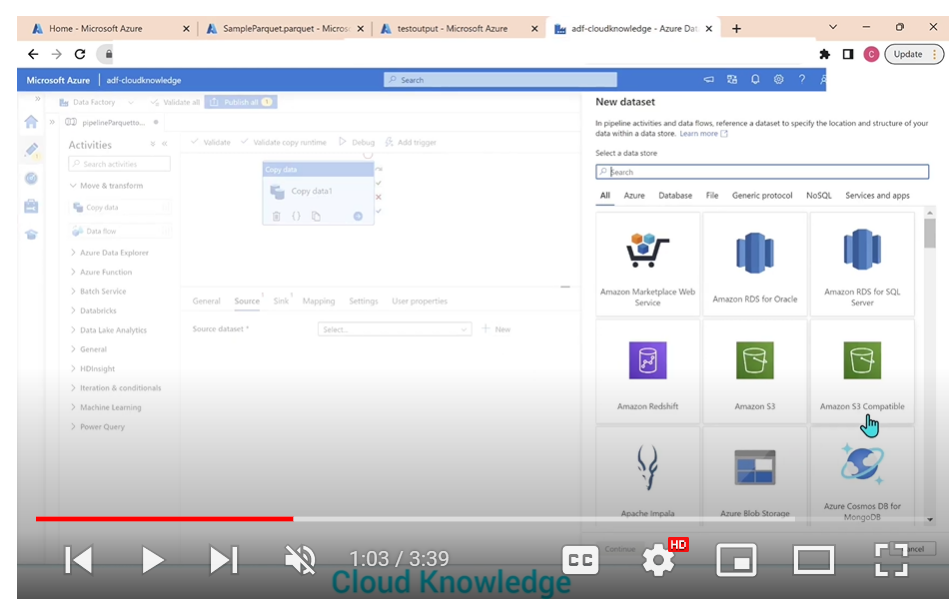 Home - Microsoft Azure
SampleParquet.parquet - Micros
testoutput - Microsoft Azure
adf-cloudknowledge - Azure Dat
C
Update
Microsoft Azure | adf-cloudknowledge
Search
Data Factory
Validate all
Publish all 1
pipelineParquetto...
Activities
Search activities
Move & transform
Copy data
Data flow
Azure Data Explorer
Azure Function
Batch Service
Databricks
Data Lake Analytics
General
HDInsight
Iteration & conditionals
Machine Learning
Power Query
Validate
Validate copy runtime
Debug
Add trigger
Copy data
Copy data1
General
Source 1
Sink 1
Mapping
Settings
User properties
Source dataset *
Select...
New
New dataset
In pipeline activities and data flows, reference a dataset to specify the location and structure of your
data within a data store. Learn more
Select a data store
Search
All Azure Database File Generic protocol NoSQL Services and apps
Amazon Marketplace Web
Service
Amazon RDS for Oracle
Amazon RDS for SQL
Server
Amazon Redshift
Amazon S3
Amazon S3 Compatible
Apache Impala
Azure Blob Storage
Azure Cosmos DB for
MongoDB
Continue
1:03 / 3:39
CC
HD
Cloud Knowledge